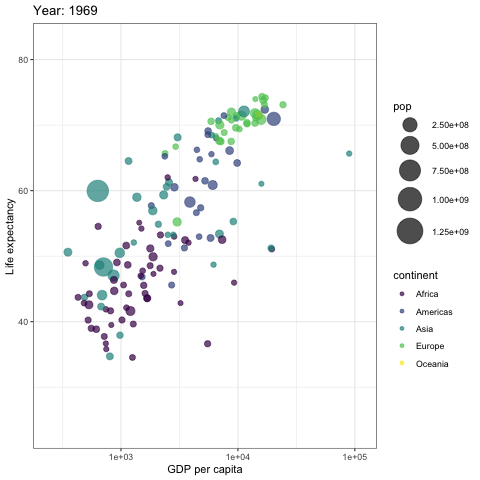 Year: 1969
80
60
40
Life expectancy
1e+03
1e+04
1e+05
GDP per capita
pop
2.50e+08
5.00e+08
7.50e+08
1.00e+09
1.25e+09
continent
Africa
Americas
Asia
Europe
Oceania